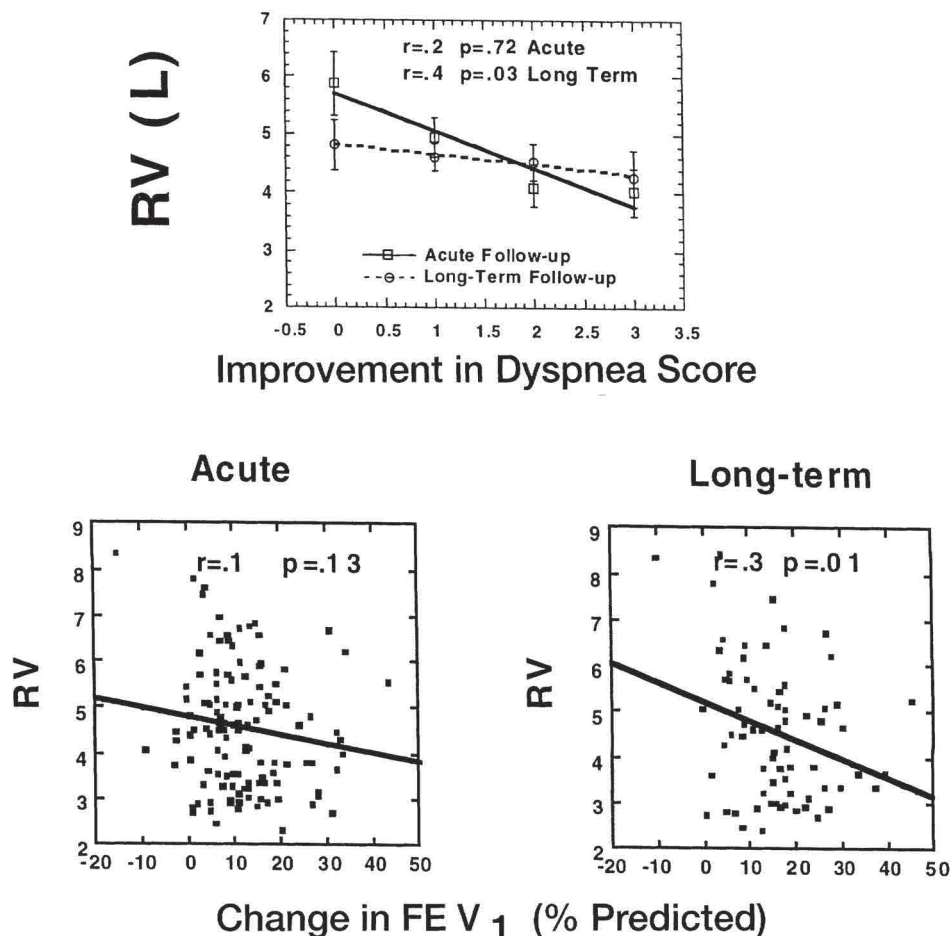 RV (L)
7
6
5
4
3
2
r=.2 p=.72 Acute
r=.4 p=.03 Long Term
Acute Follow-up
Long-Term Follow-up
-0.5 0 0.5 1 1.5 2 2.5 3 3.5
Improvement in Dyspnea Score
Acute
RV
9
8
7
6
5
4
3
2
r=.1 p=.13
-20 -10 0 10 20 30 40 50
Long-term
RV
9
8
7
6
5
4
3
2
r=.3 p=.01
-20 -10 0 10 20 30 40 50
Change in FE V 1 (% Predicted)